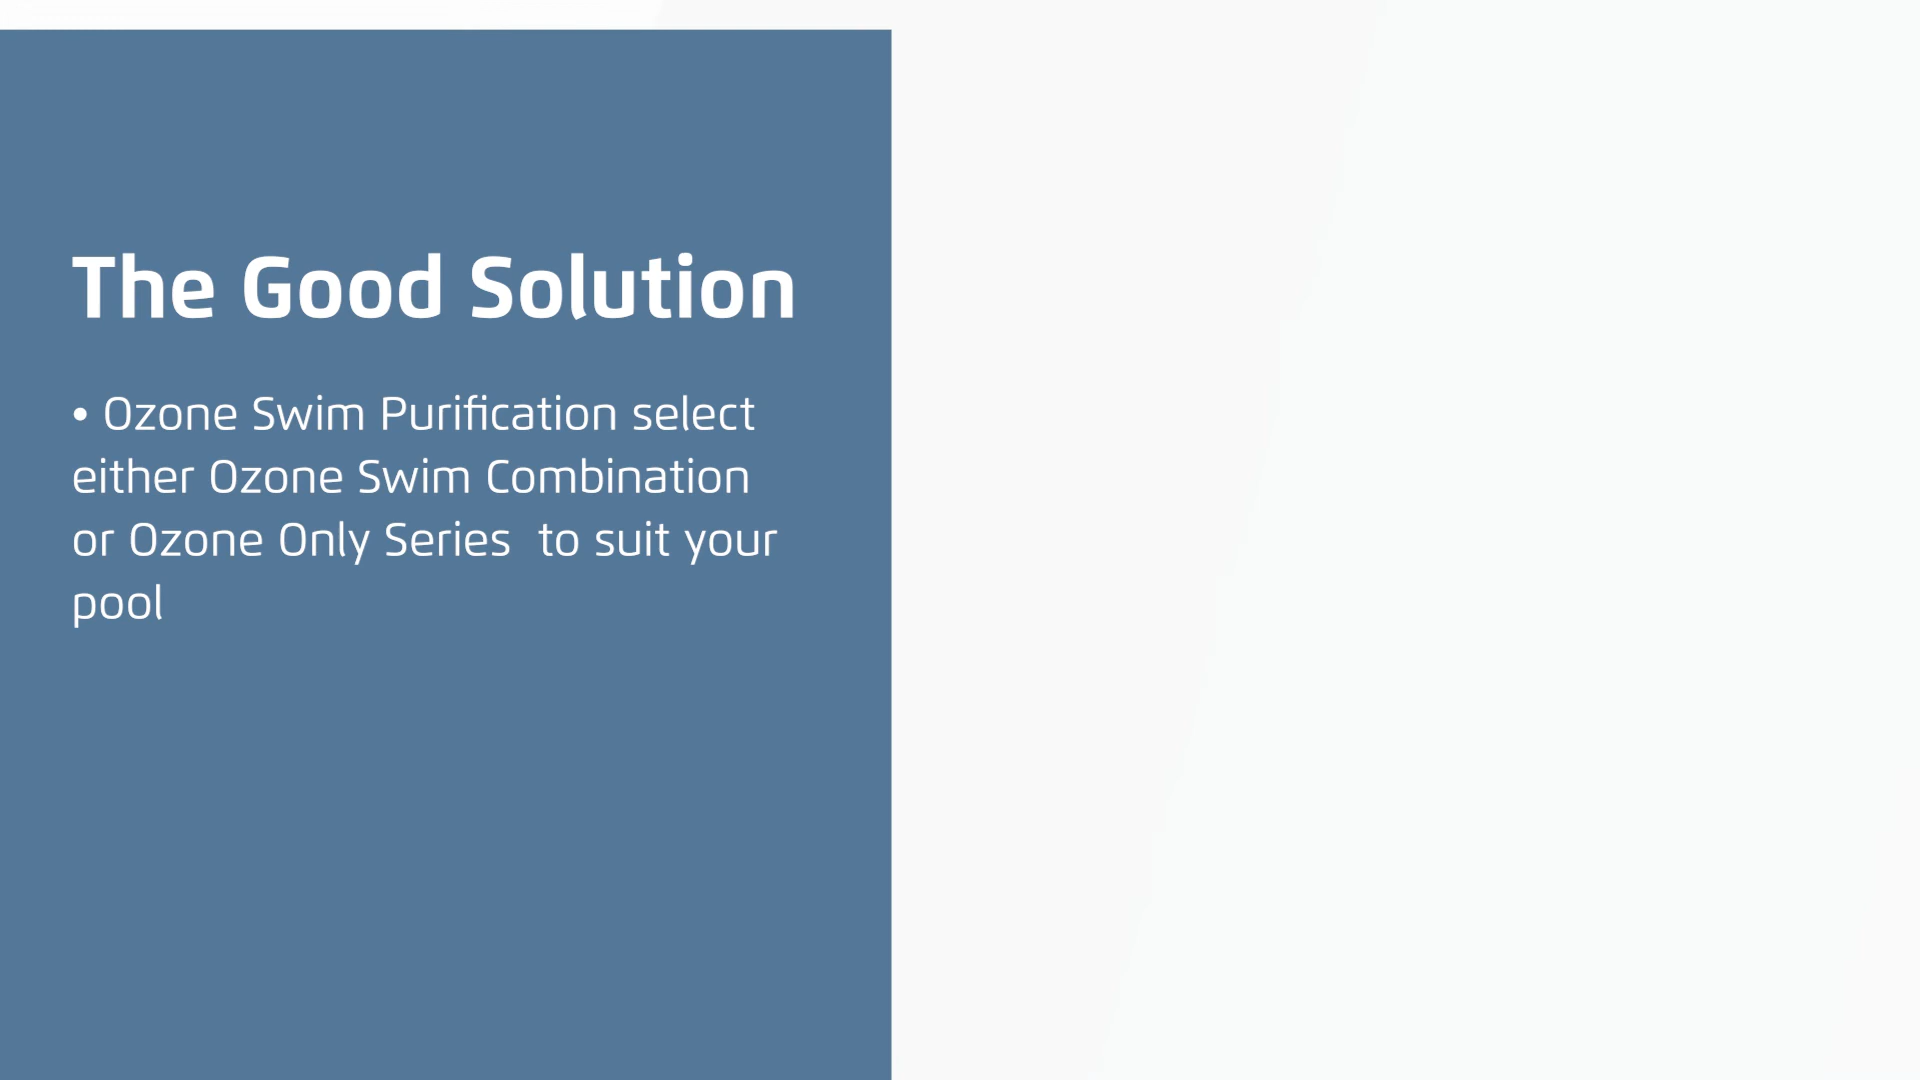 The Good Solution
• Ozone Swim Purification select
either Ozone Swim Combination
or Ozone Only Series  to suit your
pool